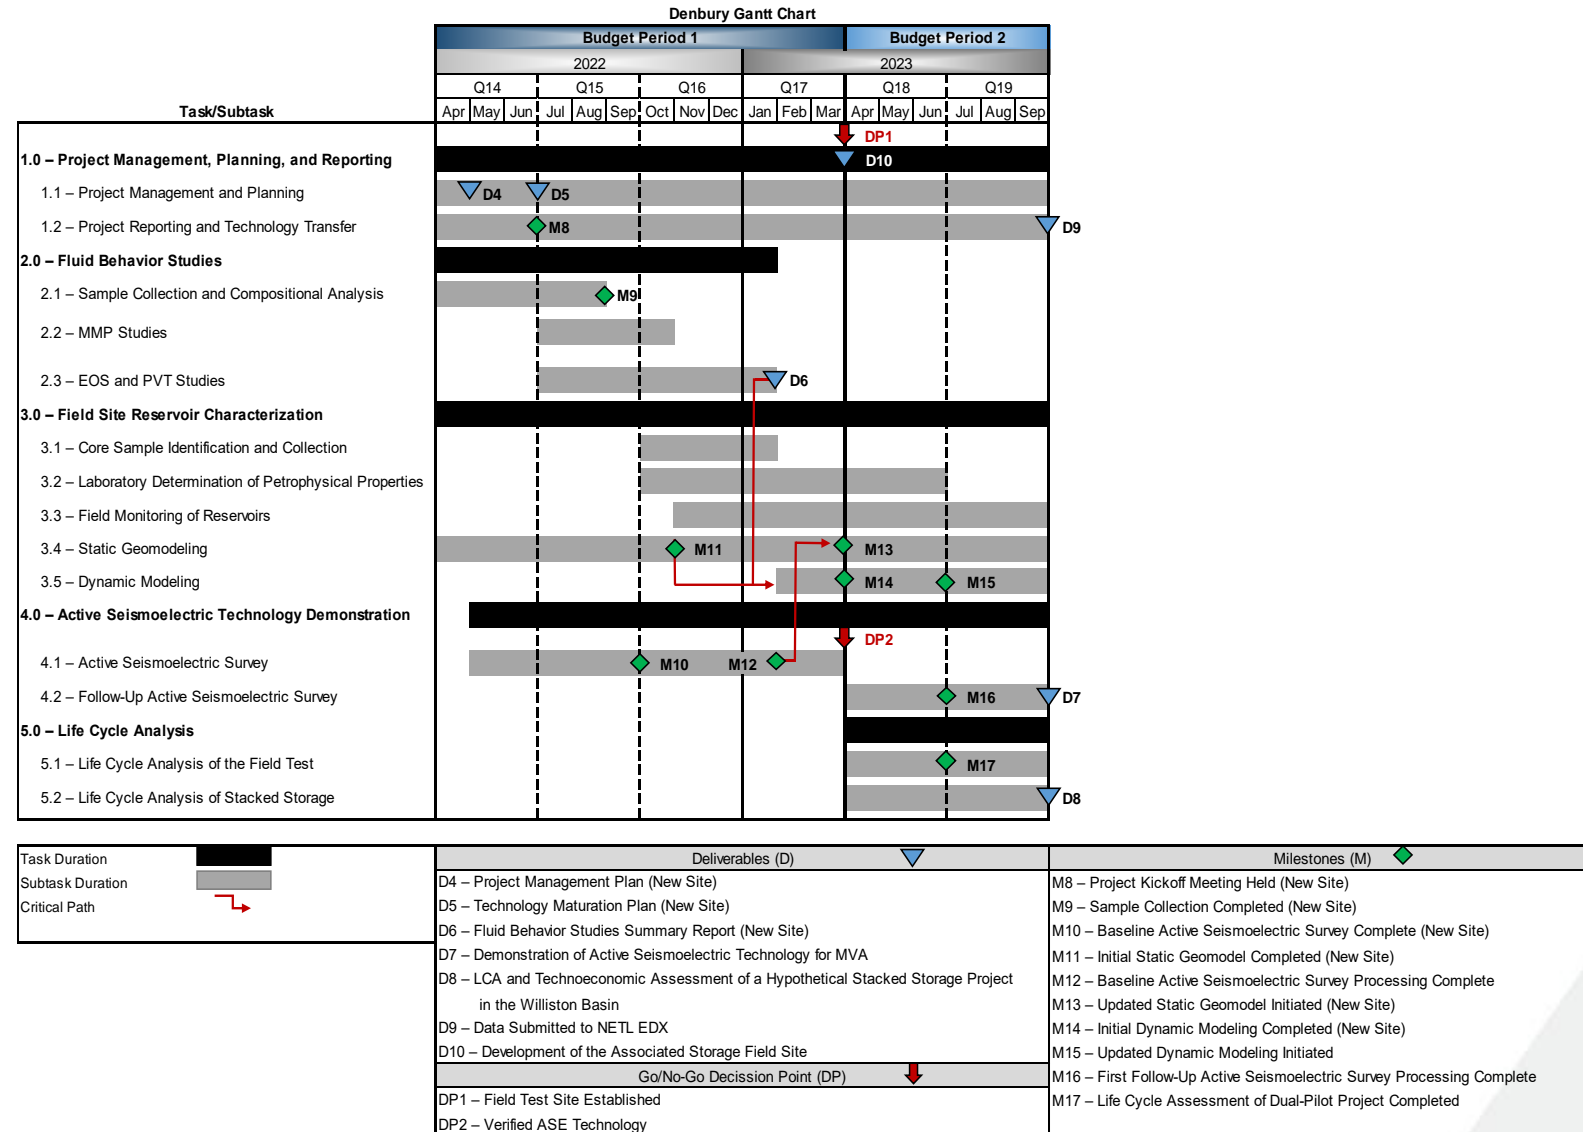 Denbury Gantt Chart
Budget Period 1 Budget Period 2
2022 2023
Q14 Q15 Q16 Q17 Q18 Q19
Task/Subtask Apr May Jun Jul Aug Sep Oct Nov Dec Jan Feb Mar Apr May Jun Jul Aug Sep
DP1
1.0 – Project Management, Planning, and Reporting D10
1.1 – Project Management and Planning D4 D5
1.2 – Project Reporting and Technology Transfer M8 D9
2.0 – Fluid Behavior Studies
2.1 – Sample Collection and Compositional Analysis M9
2.2 – MMP Studies
2.3 – EOS and PVT Studies D6
3.0 – Field Site Reservoir Characterization
3.1 – Core Sample Identification and Collection
3.2 – Laboratory Determination of Petrophysical Properties
3.3 – Field Monitoring of Reservoirs
3.4 – Static Geomodeling M11 M13
3.5 – Dynamic Modeling M14 M15
4.0 – Active Seismoelectric Technology Demonstration
DP2
4.1 – Active Seismoelectric Survey M10 M12
4.2 – Follow-Up Active Seismoelectric Survey M16 D7
5.0 – Life Cycle Analysis
5.1 – Life Cycle Analysis of the Field Test M17
5.2 – Life Cycle Analysis of Stacked Storage D8
Task Duration
Subtask Duration
Critical Path
Deliverables (D)
D4 – Project Management Plan (New Site)
D5 – Technology Maturation Plan (New Site)
D6 – Fluid Behavior Studies Summary Report (New Site)
D7 – Demonstration of Active Seismoelectric Technology for MVA
D8 – LCA and Technoeconomic Assessment of a Hypothetical Stacked Storage Project
in the Williston Basin
D9 – Data Submitted to NETL EDX
D10 – Development of the Associated Storage Field Site
Go/No-Go Decission Point (DP)
DP1 – Field Test Site Established
DP2 – Verified ASE Technology
Milestones (M)
M8 – Project Kickoff Meeting Held (New Site)
M9 – Sample Collection Completed (New Site)
M10 – Baseline Active Seismoelectric Survey Complete (New Site)
M11 – Initial Static Geomodel Completed (New Site)
M12 – Baseline Active Seismoelectric Survey Processing Complete
M13 – Updated Static Geomodel Initiated (New Site)
M14 – Initial Dynamic Modeling Completed (New Site)
M15 – Updated Dynamic Modeling Initiated
M16 – First Follow-Up Active Seismoelectric Survey Processing Complete
M17 – Life Cycle Assessment of Dual-Pilot Project Completed